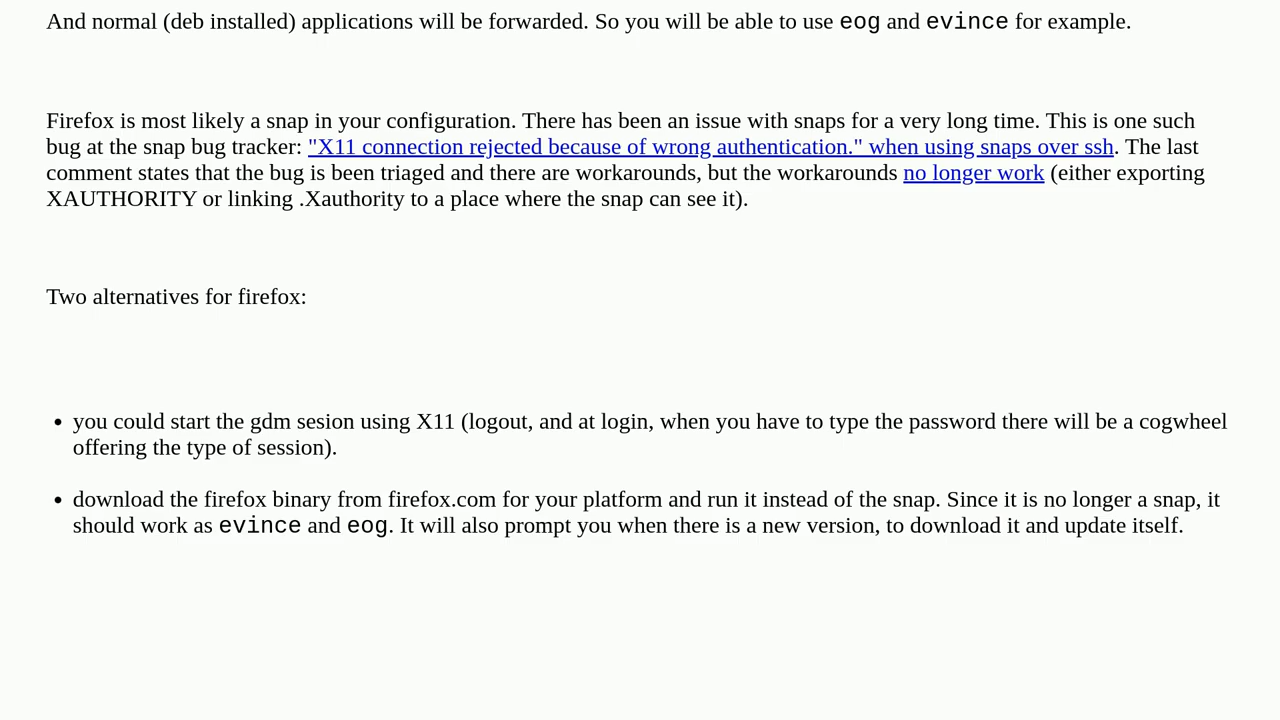 And normal (deb installed) applications will be forwarded. So you will be able to use eog and evince for example.
Firefox is most likely a snap in your configuration. There has been an issue with snaps for a very long time. This is one such
bug at the snap bug tracker: "X11 connection rejected because of wrong authentication." when using snaps over ssh. The last
comment states that the bug is been triaged and there are workarounds, but the workarounds no longer work (either exporting
XAUTHORITY or linking .Xauthority to a place where the snap can see it).
Two alternatives for firefox:
• you could start the gdm sesion using X11 (logout, and at login, when you have to type the password there will be a cogwheel
offering the type of session).
• download the firefox binary from firefox.com for your platform and run it instead of the snap. Since it is no longer a snap, it
should work as evince and eog. It will also prompt you when there is a new version, to download it and update itself.